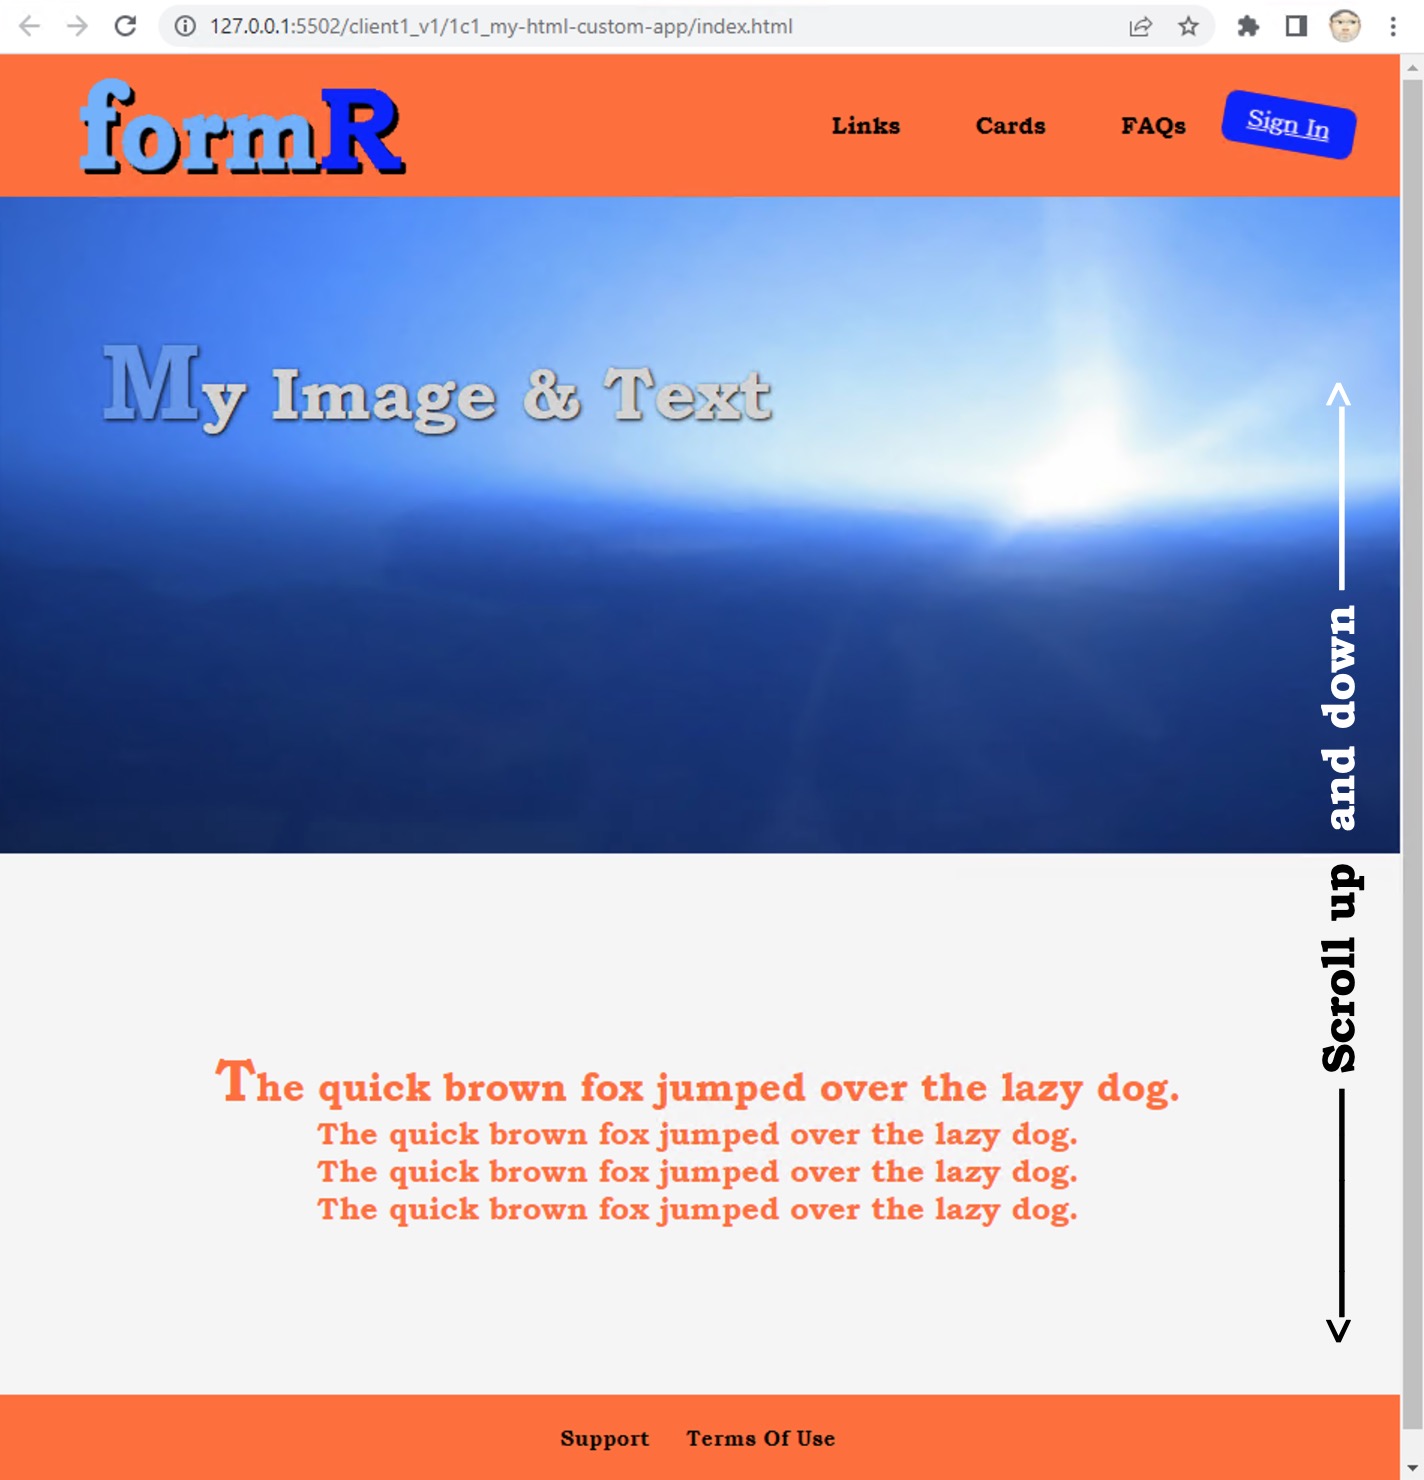 127.0.0.1:5502/client1_v1/1c1_my-html-custom-app/index.html
formR
Links Cards FAQs Sign In
My Image & Text
Scroll up and down
The quick brown fox jumped over the lazy dog.
The quick brown fox jumped over the lazy dog.
The quick brown fox jumped over the lazy dog.
The quick brown fox jumped over the lazy dog.
Support Terms Of Use